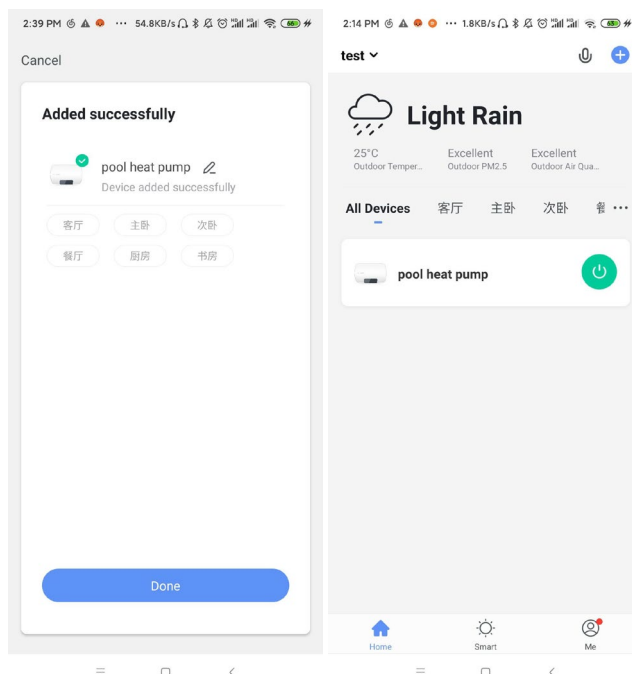 2:39 PM
54.8KB/s
66
Cancel
Added successfully
pool heat pump
Device added successfully
客厅 主卧 次卧
餐厅 厨房 书房
Done
2:14 PM
1.8KB/s
65
test
Light Rain
25°C Excellent Excellent
Outdoor Temper... Outdoor PM2.5 Outdoor Air Qua...
All Devices 客厅 主卧 次卧
pool heat pump
Home Smart Me